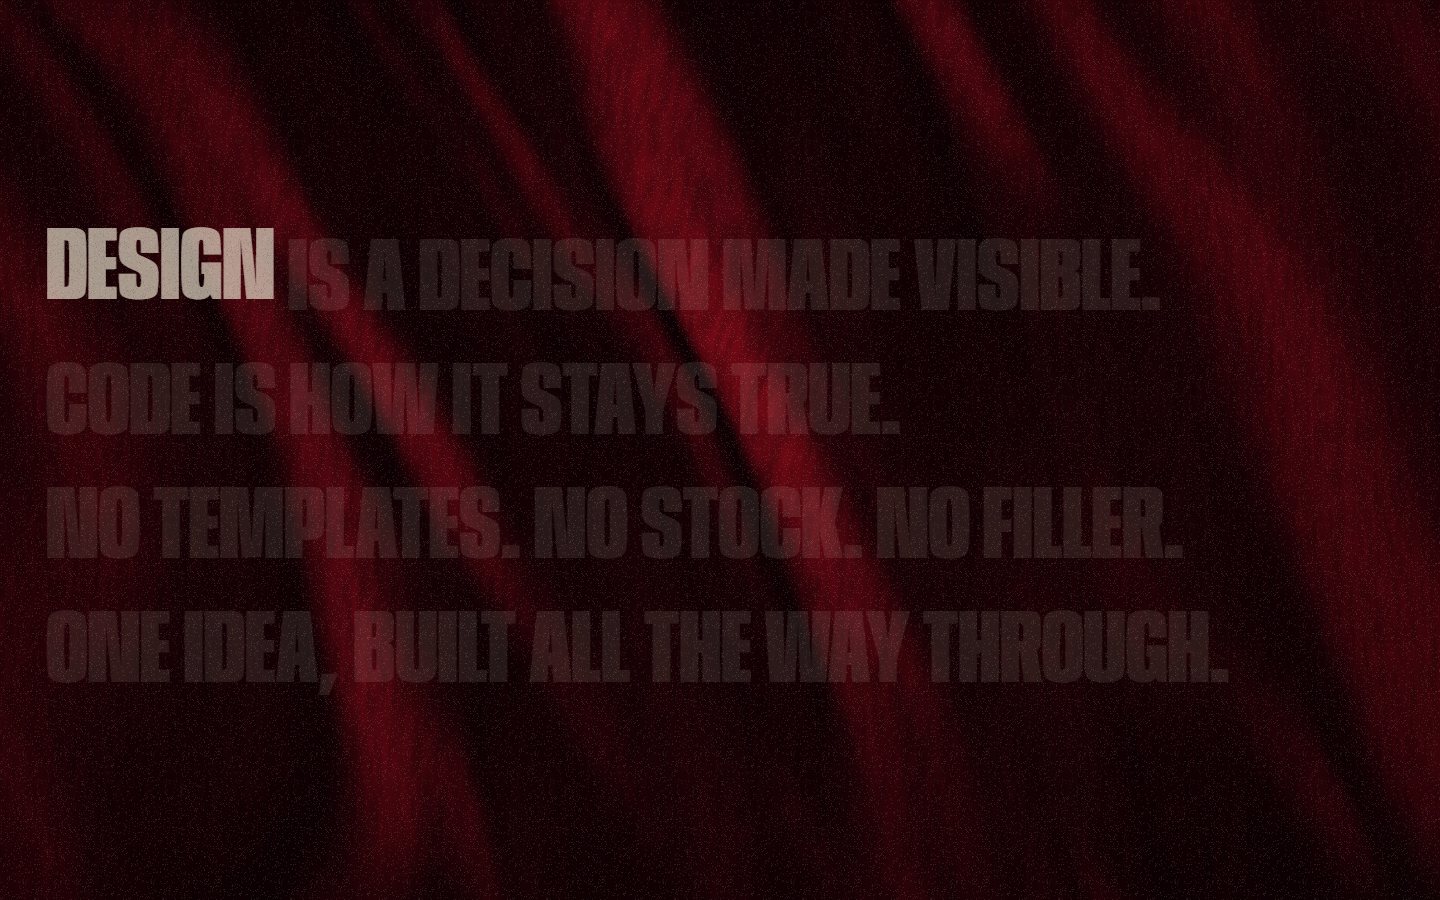 DESIGN IS A DECISION MADE VISIBLE.
CODE IS HOW IT STAYS TRUE.
NO TEMPLATES. NO STOCK. NO FILLER.
ONE IDEA, BUILT ALL THE WAY THROUGH.